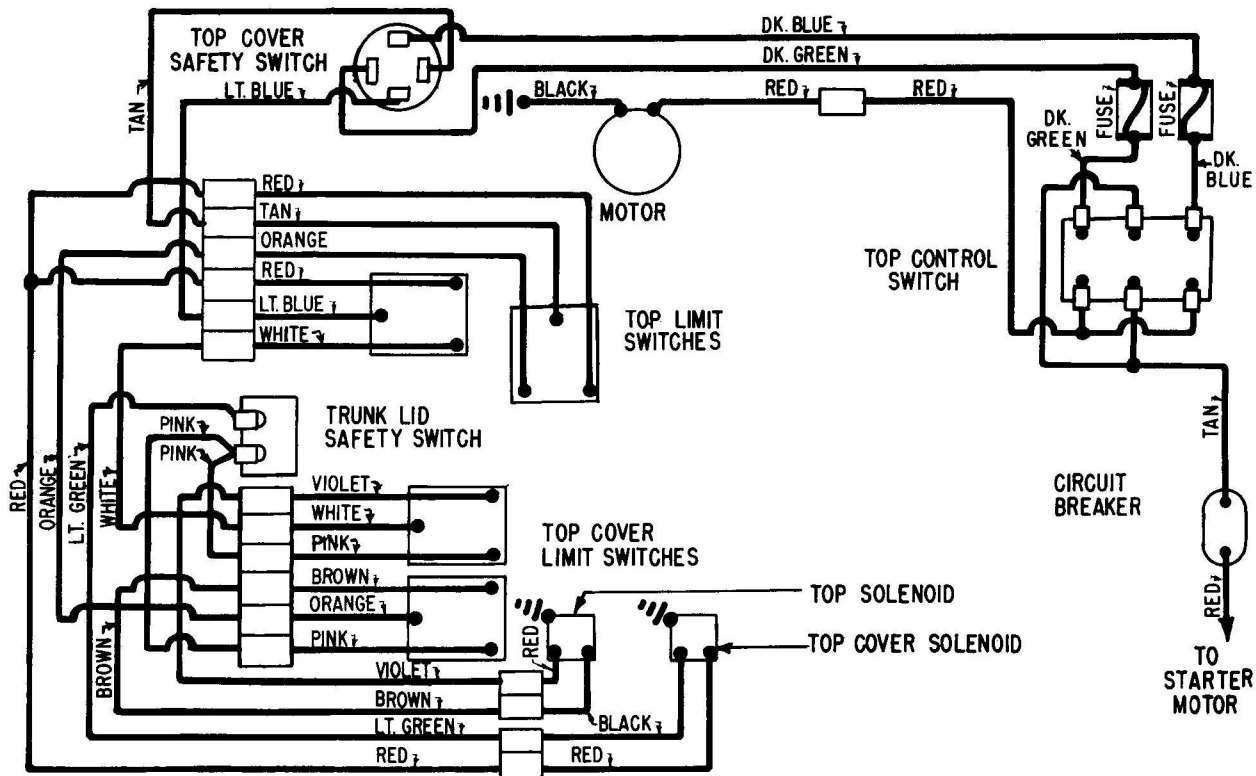 DK. BLUE
TOP COVER
SAFETY SWITCH
DK. GREEN
LT. BLUE
BLACK
RED
RED
TAN
FUSE
FUSE
DK.
GREEN
DK.
BLUE
RED
TAN
ORANGE
RED
LT. BLUE
WHITE
MOTOR
TOP CONTROL
SWITCH
TOP LIMIT
SWITCHES
TRUNK LID
SAFETY SWITCH
PINK
PINK
RED
ORANGE
LT. GREEN
WHITE
TAN
CIRCUIT
BREAKER
VIOLET
WHITE
PINK
TOP COVER
LIMIT SWITCHES
BROWN
ORANGE
PINK
TOP SOLENOID
TOP COVER SOLENOID
RED
BROWN
VIOLET
BROWN
BLACK
LT. GREEN
RED
RED
RED
TO
STARTER
MOTOR